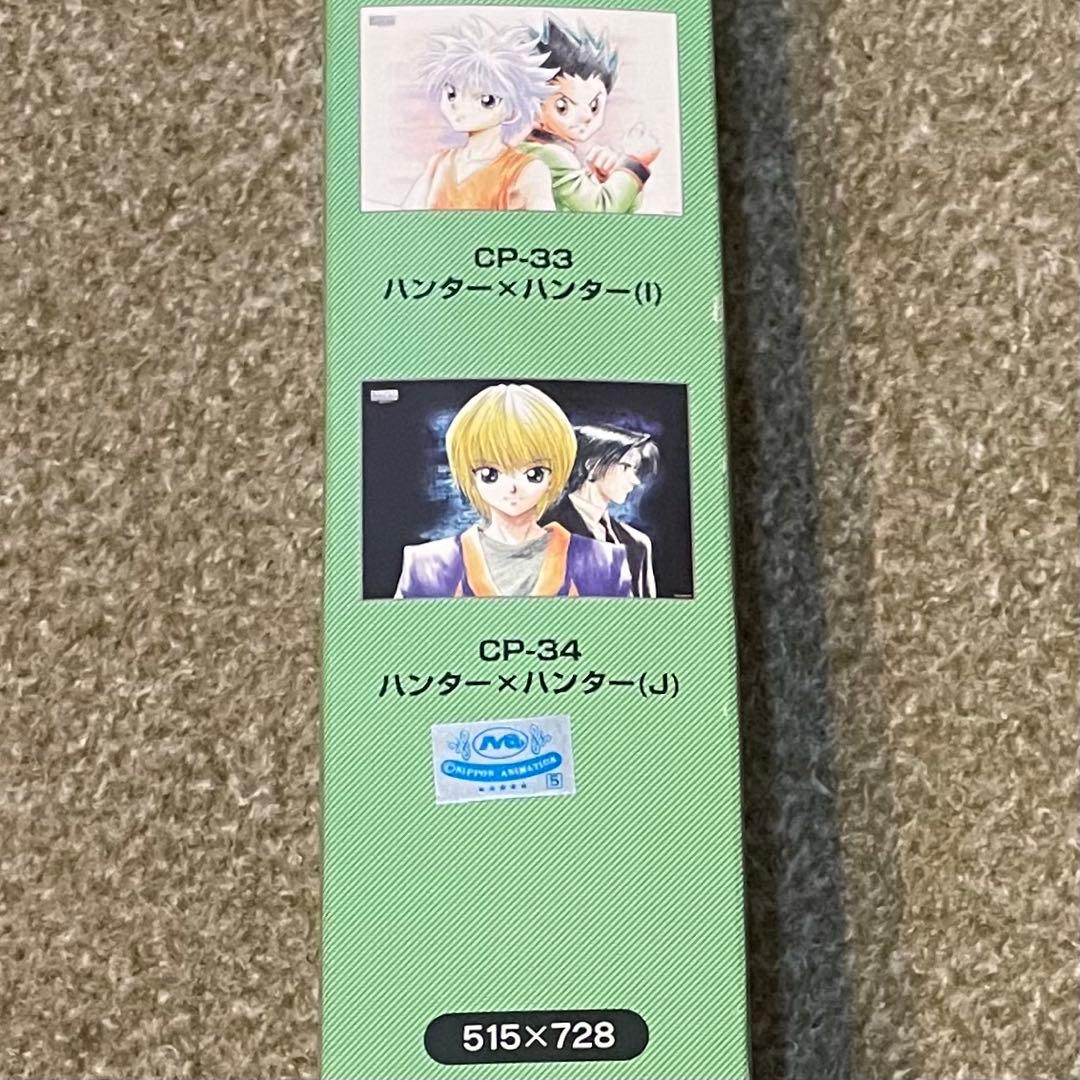 CP-33
ハンター×ハンター(I)
CP-34
ハンター×ハンター(J)
©NIPPON ANIMATION
5
515×728